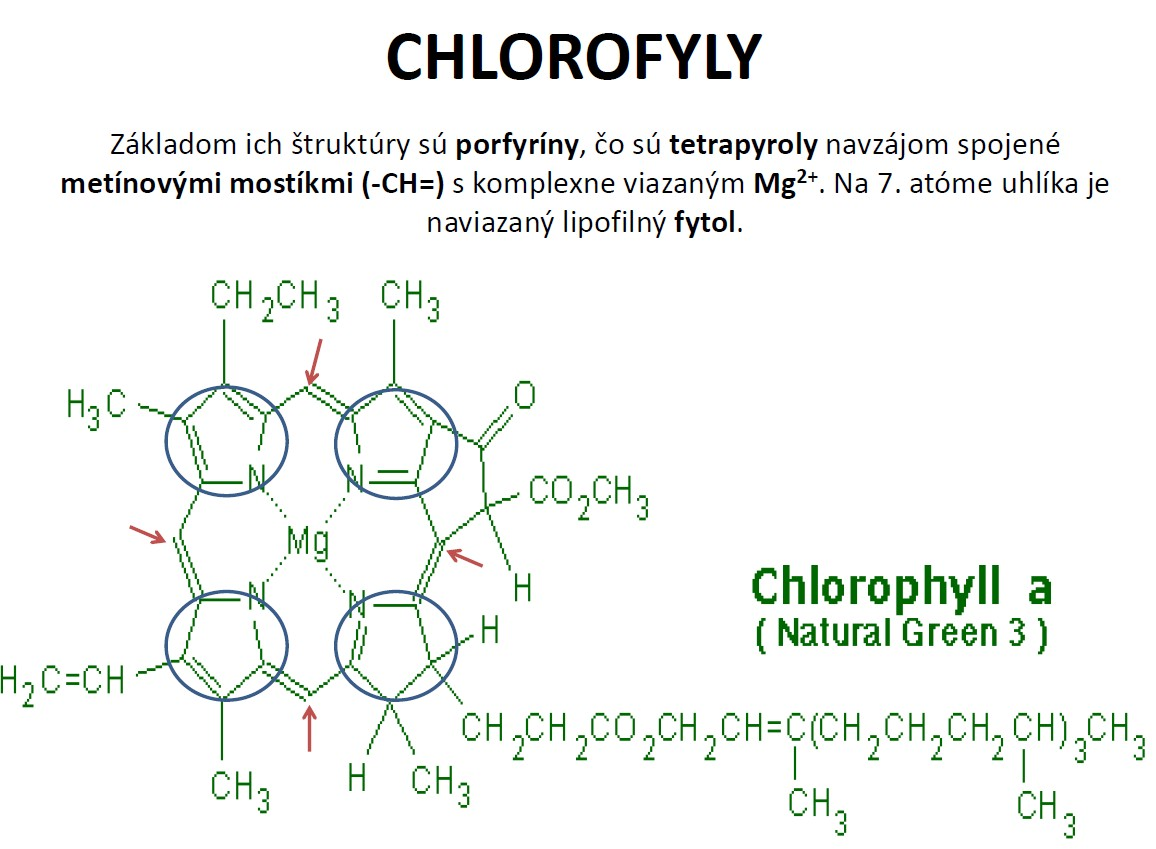 CHLOROFYLY
Základom ich štruktúry sú porfyríny, čo sú tetrapyroly navzájom spojené
metínovými mostíkmi (-CH=) s komplexne viazaným Mg²⁺. Na 7. atóme uhlíka je
naviazaný lipofilný fytol.
CH₂CH₃ CH₃
H₃C O
N N
CO₂CH₃
Mg
H
N N
Chlorophyll a
( Natural Green 3 )
H
H₂C=CH
CH₂CH₂CO₂CH₂CH=C(CH₂CH₂CH₂CH)₃CH₃
CH₃ H CH₃
CH₃ CH₃